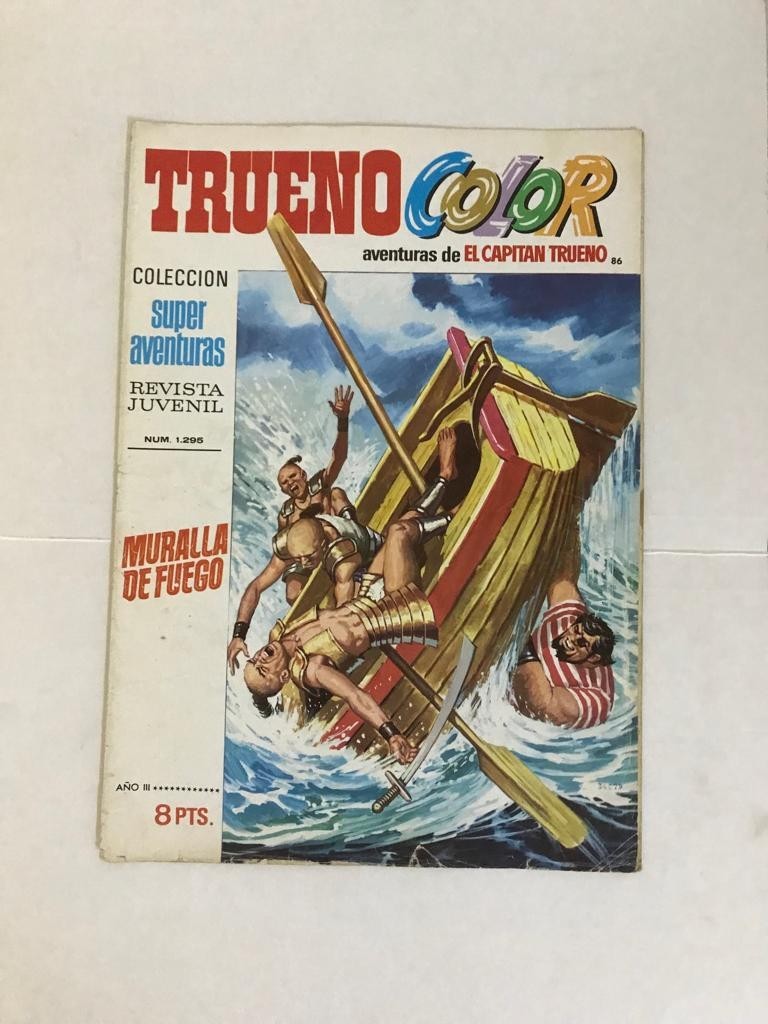 TRUENO COLOR
aventuras de EL CAPITAN TRUENO 86
COLECCION
super
aventuras
REVISTA
JUVENIL
NUM. 1.295
MURALLA
DE FUEGO
AÑO III ************
8 PTS.